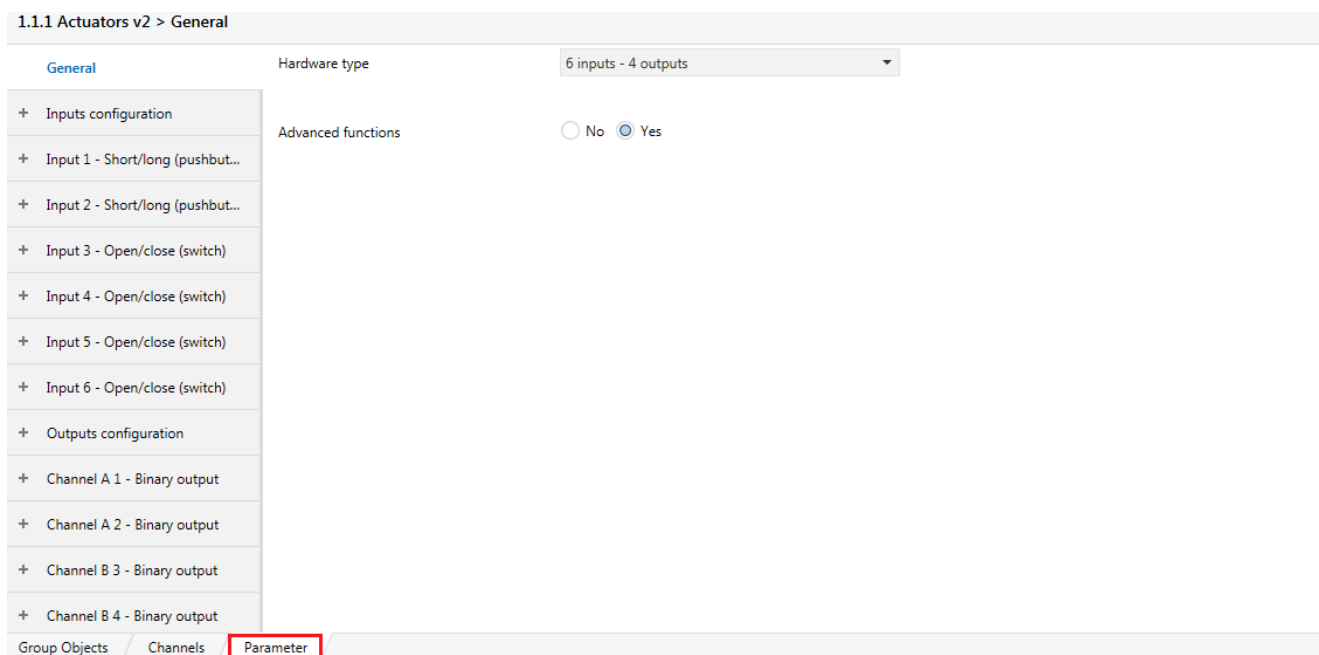 1.1.1 Actuators v2 > General
General
Hardware type
6 inputs - 4 outputs
+ Inputs configuration
Advanced functions
No
Yes
+ Input 1 - Short/long (pushbut...
+ Input 2 - Short/long (pushbut...
+ Input 3 - Open/close (switch)
+ Input 4 - Open/close (switch)
+ Input 5 - Open/close (switch)
+ Input 6 - Open/close (switch)
+ Outputs configuration
+ Channel A 1 - Binary output
+ Channel A 2 - Binary output
+ Channel B 3 - Binary output
+ Channel B 4 - Binary output
Group Objects / Channels / Parameter